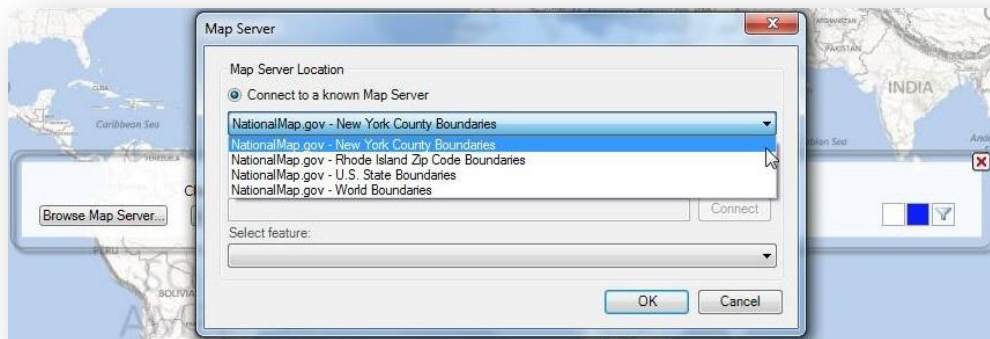 Map Server
Map Server Location
Connect to a known Map Server
NationalMap.gov - New York County Boundaries
NationalMap.gov - New York County Boundaries
NationalMap.gov - Rhode Island Zip Code Boundaries
NationalMap.gov - U.S. State Boundaries
NationalMap.gov - World Boundaries
Browse Map Server...
Connect
Select feature:
OK
Cancel
CUBA
Caribbean Sea
VENEZUELA
PERU
BOLIVIA
AFGHANISTAN
PAKISTAN
INDIA